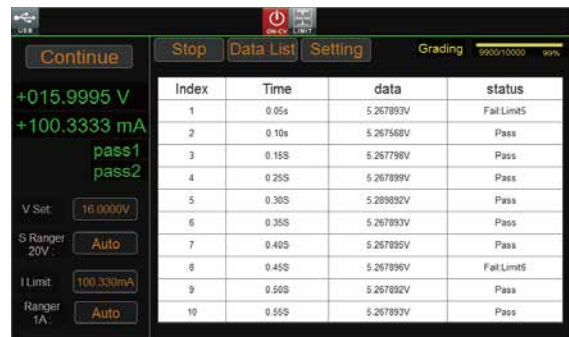 USB
ON-CV LIMIT
Continue
Stop Data List Setting Grading 9900/10000 99%
+015.9995 V
+100.3333 mA
pass1
pass2
V Set: 16.0000V
S Ranger 20V : Auto
I Limit: 100.330mA
Ranger 1A: Auto
Index Time data status
1 0.05s 5.267893V Fail:Limit5
2 0.10s 5.267568V Pass
3 0.15S 5.267798V Pass
4 0.25S 5.267899V Pass
5 0.30S 5.289892V Pass
6 0.35S 5.267893V Pass
7 0.40S 5.267895V Pass
8 0.45S 5.267896V Fail:Limit6
9 0.50S 5.267892V Pass
10 0.55S 5.267893V Pass